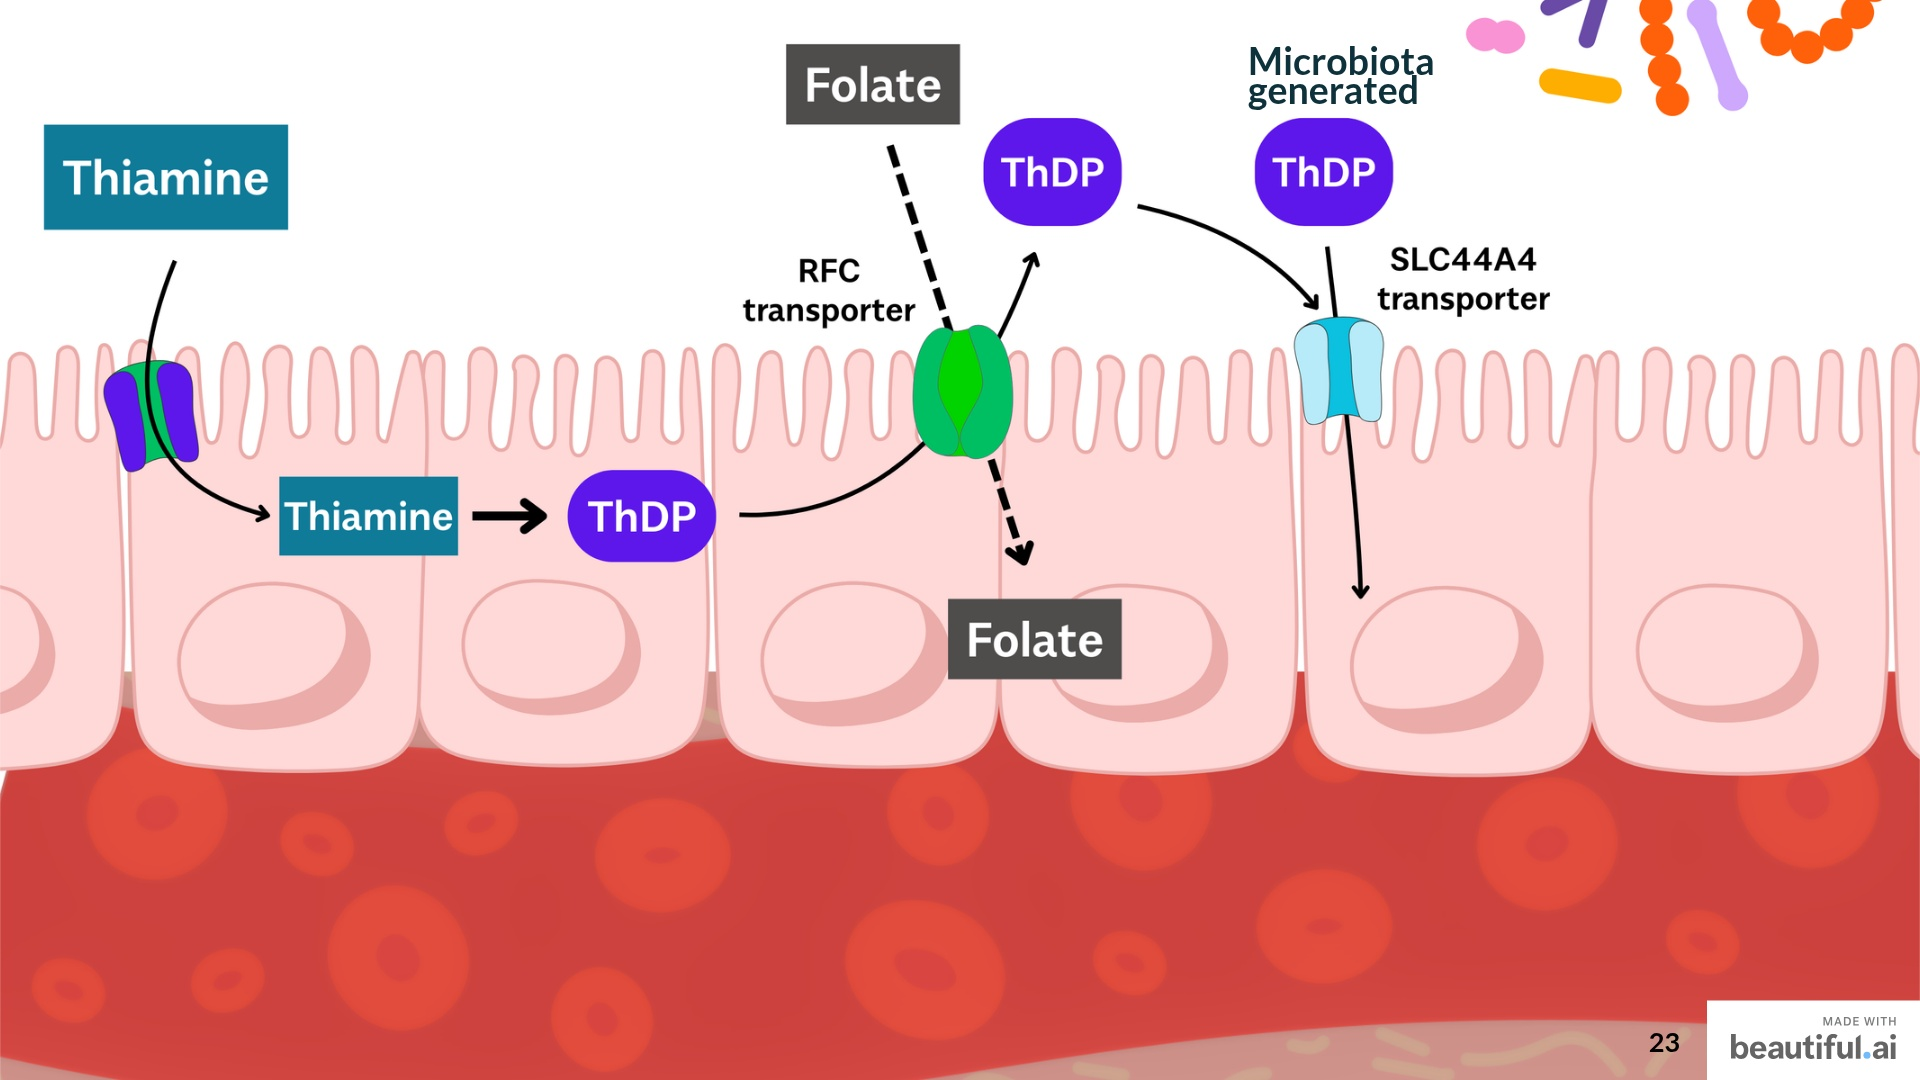 Folate
Microbiota
generated
Thiamine
ThDP
ThDP
RFC
transporter
SLC44A4
transporter
Thiamine
ThDP
Folate
23
MADE WITH
beautiful.ai